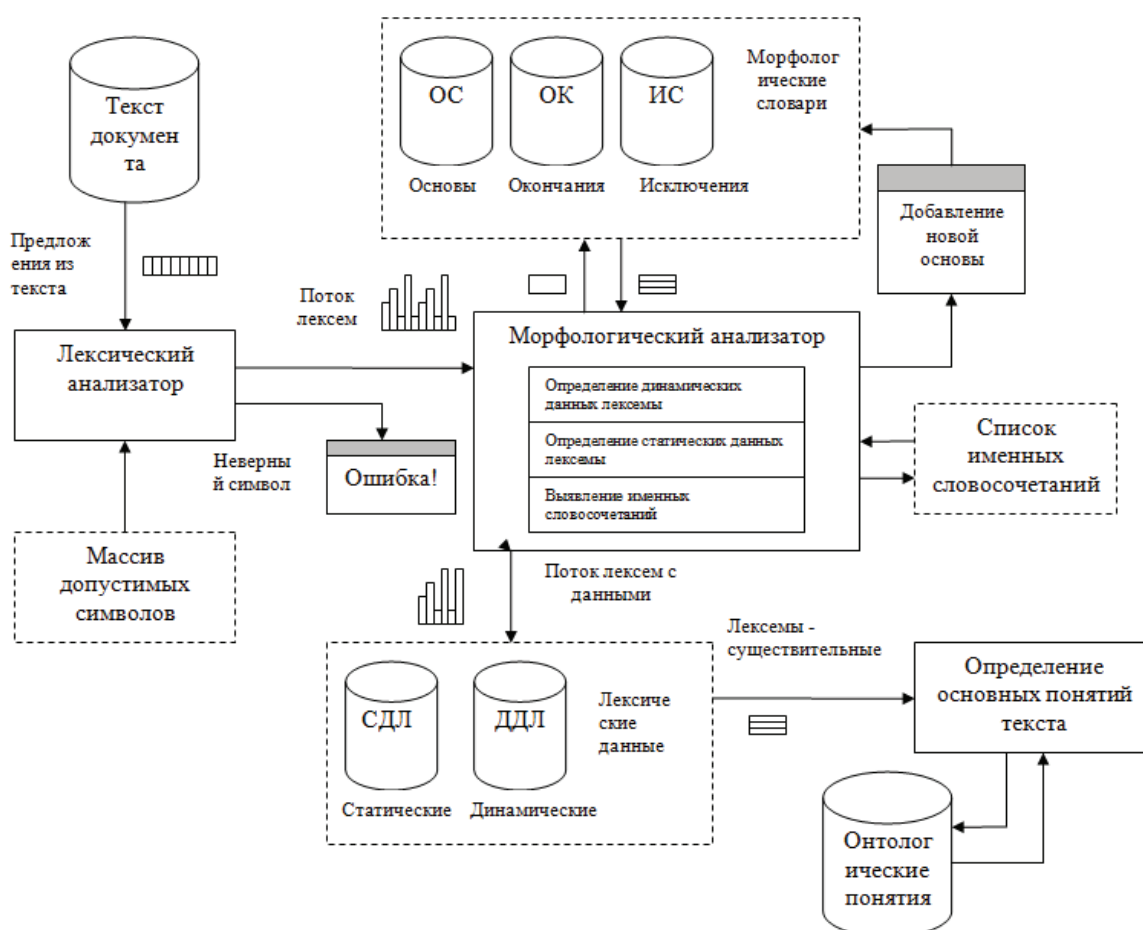 Текст
докумен
та
ОС
ОК
ИС
Морфолог
ические
словари
Основы
Окончания
Исключения
Добавление
новой
основы
Предлож
ения из
текста
Поток
лексем
Лексический
анализатор
Морфологический анализатор
Определение динамических
данных лексемы
Определение статических данных
лексемы
Выявление именных
словосочетаний
Список
именных
словосочетаний
Неверны
й символ
Ошибка!
Массив
допустимых
символов
Поток лексем с
данными
Лексемы -
существительные
СДЛ
ДДЛ
Лексиче
ские
данные
Статические
Динамические
Определение
основных понятий
текста
Онтолог
ические
понятия